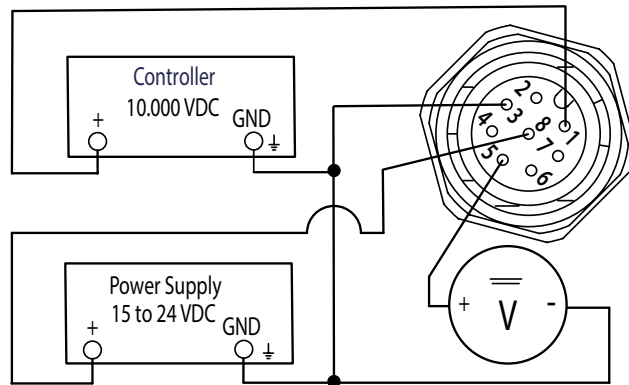 Controller
10.000 VDC
+
GND
Power Supply
15 to 24 VDC
+
GND
2
3
8
1
4
7
5
6
+
V
-